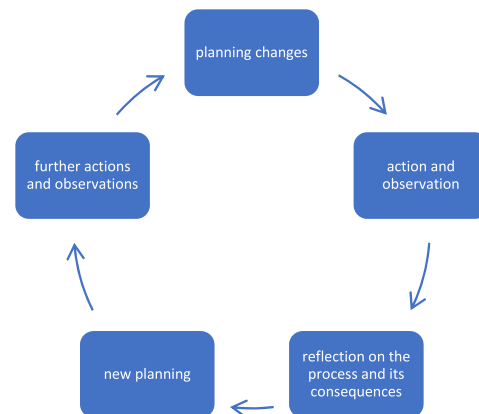 planning changes
action and
observation
reflection on the
process and its
consequences
new planning
further actions
and observations